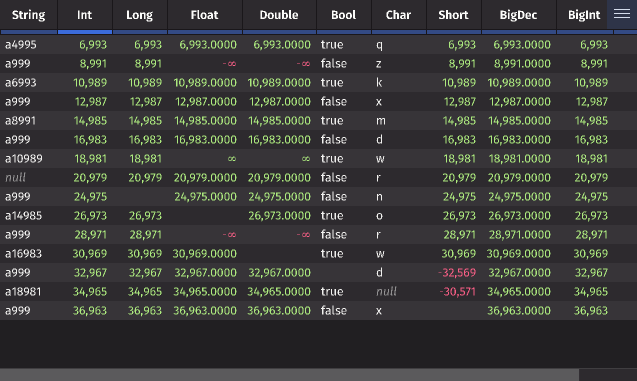 String Int Long Float Double Bool Char Short BigDec BigInt
a4995 6,993 6,993 6,993.0000 6,993.0000 true q 6,993 6,993.0000 6,993
a999 8,991 8,991 -∞ -∞ false z 8,991 8,991.0000 8,991
a6993 10,989 10,989 10,989.0000 10,989.0000 true k 10,989 10,989.0000 10,989
a999 12,987 12,987 12,987.0000 12,987.0000 false x 12,987 12,987.0000 12,987
a8991 14,985 14,985 14,985.0000 14,985.0000 true m 14,985 14,985.0000 14,985
a999 16,983 16,983 16,983.0000 16,983.0000 false d 16,983 16,983.0000 16,983
a10989 18,981 18,981 ∞ ∞ true w 18,981 18,981.0000 18,981
null 20,979 20,979 20,979.0000 20,979.0000 false r 20,979 20,979.0000 20,979
a999 24,975 24,975.0000 24,975.0000 false n 24,975 24,975.0000 24,975
a14985 26,973 26,973 26,973.0000 true o 26,973 26,973.0000 26,973
a999 28,971 28,971 -∞ -∞ false r 28,971 28,971.0000 28,971
a16983 30,969 30,969 30,969.0000 true w 30,969 30,969.0000 30,969
a999 32,967 32,967 32,967.0000 32,967.0000 d -32,569 32,967.0000 32,967
a18981 34,965 34,965 34,965.0000 34,965.0000 true null -30,571 34,965.0000 34,965
a999 36,963 36,963 36,963.0000 36,963.0000 false x 36,963.0000 36,963